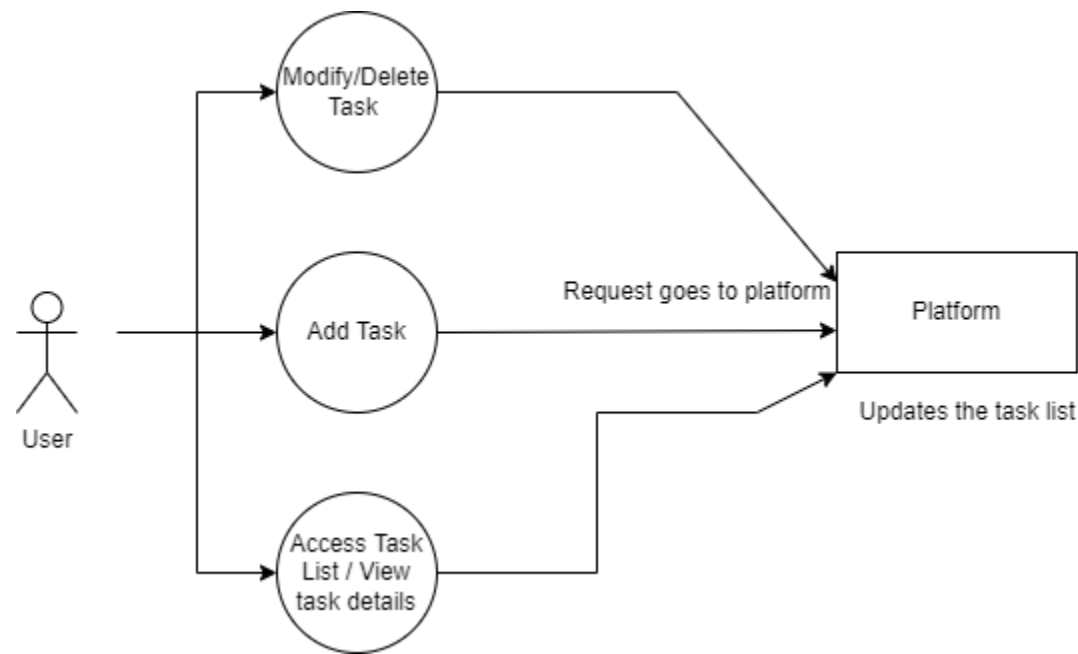 Modify/Delete
Task
Request goes to platform
Platform
Add Task
Updates the task list
User
Access Task
List / View
task details